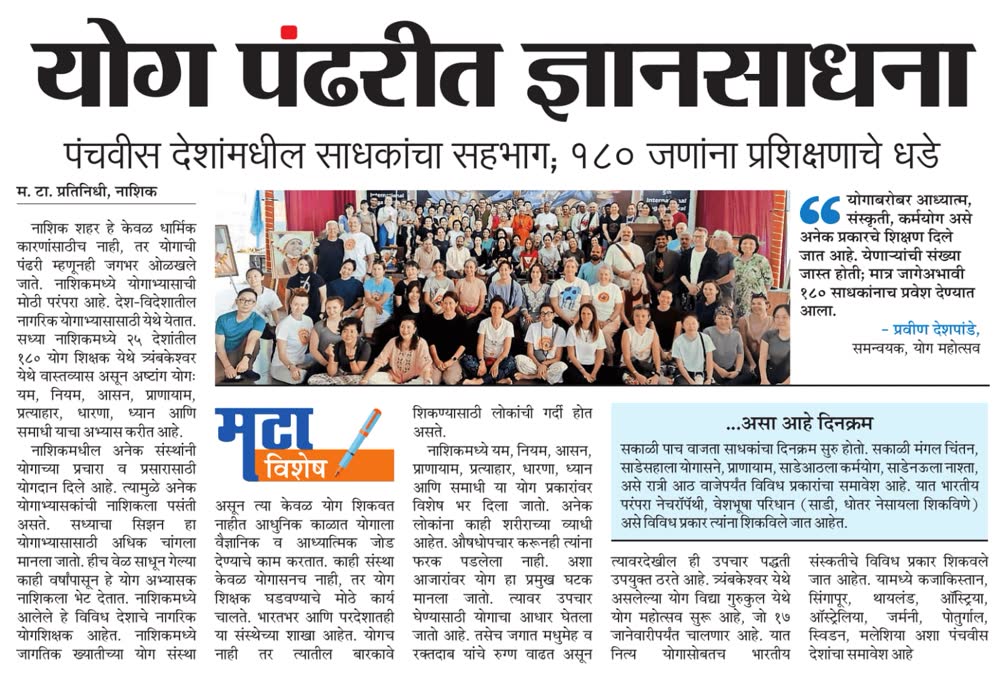 योग पंढरीत ज्ञानसाधना
पंचवीस देशांमधील साधकांचा सहभाग; १८० जणांना प्रशिक्षणाचे धडे
म. टा. प्रतिनिधी, नाशिक
नाशिक शहर हे केवळ धार्मिक
कारणांसाठीच नाही, तर योगाची
पंढरी म्हणूनही जगभर ओळखले
जाते. नाशिकमध्ये योगाभ्यासाची
मोठी परंपरा आहे. देश-विदेशातील
नागरिक योगाभ्यासासाठी येथे येतात.
सध्या नाशिकमध्ये २५ देशांतील
१८० योग शिक्षक येथे त्र्यंबकेश्वर
येथे वास्तव्यास असून अष्टांग योगः
यम, नियम, आसन, प्राणायाम,
प्रत्याहार, धारणा, ध्यान आणि
समाधी याचा अभ्यास करीत आहे.
नाशिकमधील अनेक संस्थांनी
योगाच्या प्रचारा व प्रसारासाठी
योगदान दिले आहे. त्यामुळे अनेक
योगाभ्यासकांची नाशिकला पसंती
असते. सध्याचा सिझन हा
योगाभ्यासासाठी अधिक चांगला
मानला जातो. हीच वेळ साधून गेल्या
काही वर्षांपासून हे योग अभ्यासक
नाशिकला भेट देतात. नाशिकमध्ये
आलेले हे विविध देशाचे नागरिक
योगशिक्षक आहेत. नाशिकमध्ये
जागतिक ख्यातीच्या योग संस्था
मटा
विशेष
असून त्या केवळ योग शिकवत
नाहीत आधुनिक काळात योगाला
वैज्ञानिक व आध्यात्मिक जोड
देण्याचे काम करतात. काही संस्था
केवळ योगासनच नाही, तर योग
शिक्षक घडवण्याचे मोठे कार्य
चालते. भारतभर आणि परदेशातही
या संस्थेच्या शाखा आहेत. योगच
नाही तर त्यातील बारकावे
शिकण्यासाठी लोकांची गर्दी होत
असते.
नाशिकमध्ये यम, नियम, आसन,
प्राणायाम, प्रत्याहार, धारणा, ध्यान
आणि समाधी या योग प्रकारांवर
विशेष भर दिला जातो. अनेक
लोकांना काही शरीराच्या व्याधी
आहेत. औषधोपचार करूनही त्यांना
फरक पडलेला नाही. अशा
आजारांवर योग हा प्रमुख घटक
मानला जातो. त्यावर उपचार
घेण्यासाठी योगाचा आधार घेतला
जातो आहे. तसेच जगात मधुमेह व
रक्तदाब यांचे रुग्ण वाढत असून
त्यावरदेखील ही उपचार पद्धती
उपयुक्त ठरते आहे. त्र्यंबकेश्वर येथे
असलेल्या योग विद्या गुरुकुल येथे
योग महोत्सव सुरू आहे, जो १७
जानेवारीपर्यंत चालणार आहे. यात
नित्य योगासोबतच भारतीय
संस्कतीचे विविध प्रकार शिकवले
जात आहेत. यामध्ये कजाकिस्तान,
सिंगापूर, थायलंड, ऑस्ट्रिया,
ऑस्ट्रेलिया, जर्मनी, पोतुर्गाल,
स्विडन, मलेशिया अशा पंचवीस
देशांचा समावेश आहे
योगाबरोबर आध्यात्म,
संस्कृती, कर्मयोग असे
अनेक प्रकारचे शिक्षण दिले
जात आहे. येणाऱ्यांची संख्या
जास्त होती; मात्र जागेअभावी
१८० साधकांनाच प्रवेश देण्यात
आला.
– प्रवीण देशपांडे,
समन्वयक, योग महोत्सव
...असा आहे दिनक्रम
सकाळी पाच वाजता साधकांचा दिनक्रम सुरु होतो. सकाळी मंगल चिंतन,
साडेसहाला योगासने, प्राणायाम, साडेआठला कर्मयोग, साडेनऊला नाश्ता,
असे रात्री आठ वाजेपर्यंत विविध प्रकारांचा समावेश आहे. यात भारतीय
परंपरा नेचरॉपॅथी, वेशभूषा परिधान (साडी, धोतर नेसायला शिकविणे)
असे विविध प्रकार त्यांना शिकविले जात आहेत.